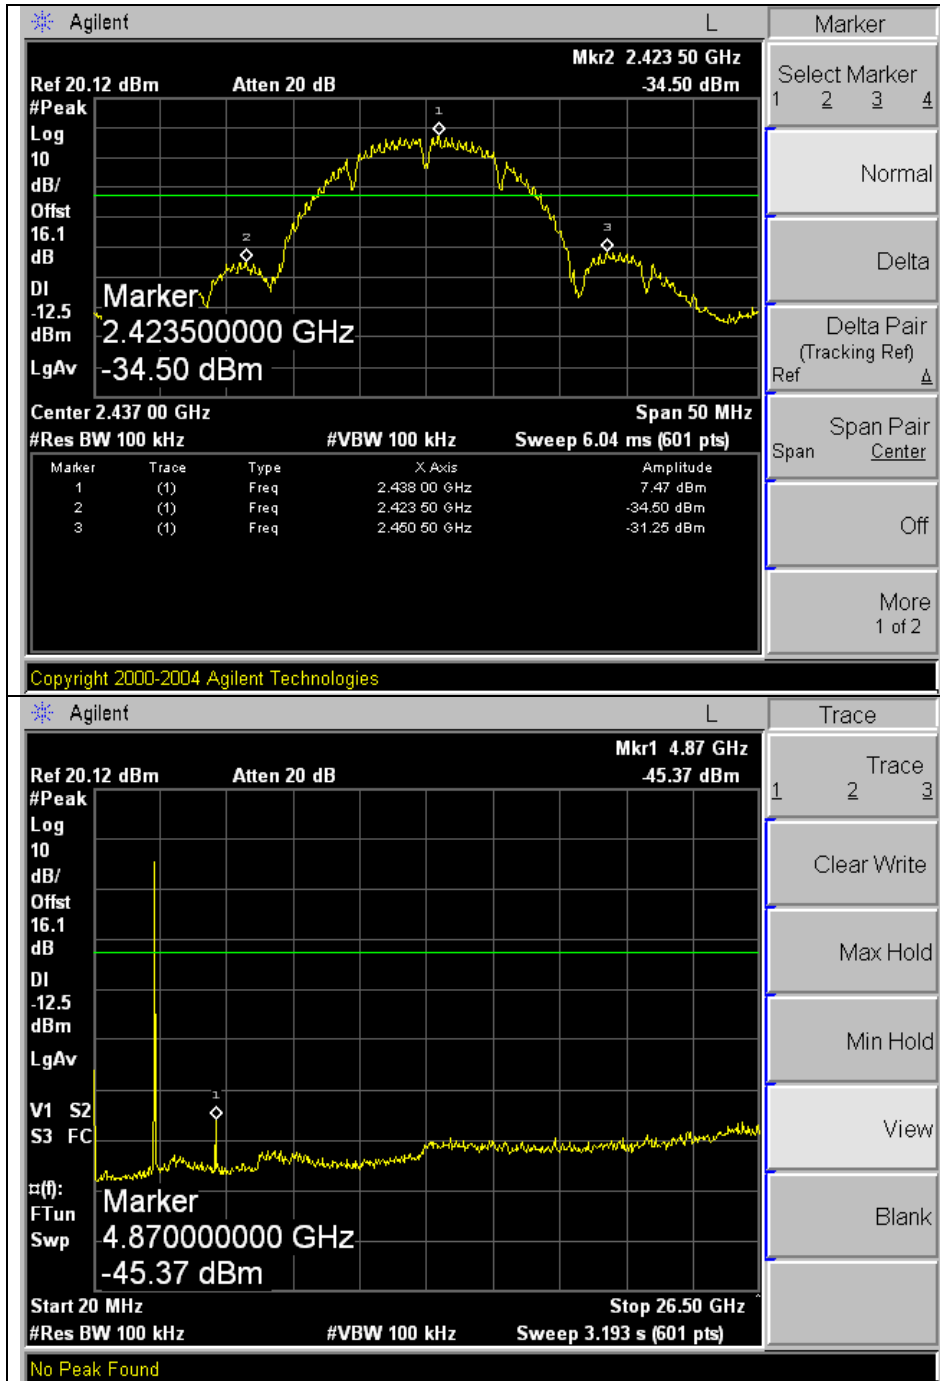 Agilent L Marker
Mkr2 2.423 50 GHz
Ref 20.12 dBm Atten 20 dB -34.50 dBm
#Peak
Log
10
dB/
Offst
16.1
dB
DI
-12.5
dBm
LgAv
1
2
3
Marker
2.423500000 GHz
-34.50 dBm
Center 2.437 00 GHz Span 50 MHz
#Res BW 100 kHz #VBW 100 kHz Sweep 6.04 ms (601 pts)
Marker Trace Type X Axis Amplitude
1 (1) Freq 2.438 00 GHz 7.47 dBm
2 (1) Freq 2.423 50 GHz -34.50 dBm
3 (1) Freq 2.450 50 GHz -31.25 dBm
Select Marker
1 2 3 4
Normal
Delta
Delta Pair
(Tracking Ref)
Ref Δ
Span Pair
Span Center
Off
More
1 of 2
Copyright 2000-2004 Agilent Technologies
Agilent L Trace
Mkr1 4.87 GHz
Ref 20.12 dBm Atten 20 dB -45.37 dBm
#Peak
Log
10
dB/
Offst
16.1
dB
DI
-12.5
dBm
LgAv
V1 S2
S3 FC
¤(f):
FTun
Swp
1
Marker
4.870000000 GHz
-45.37 dBm
Start 20 MHz Stop 26.50 GHz
#Res BW 100 kHz #VBW 100 kHz Sweep 3.193 s (601 pts)
Trace
1 2 3
Clear Write
Max Hold
Min Hold
View
Blank
No Peak Found